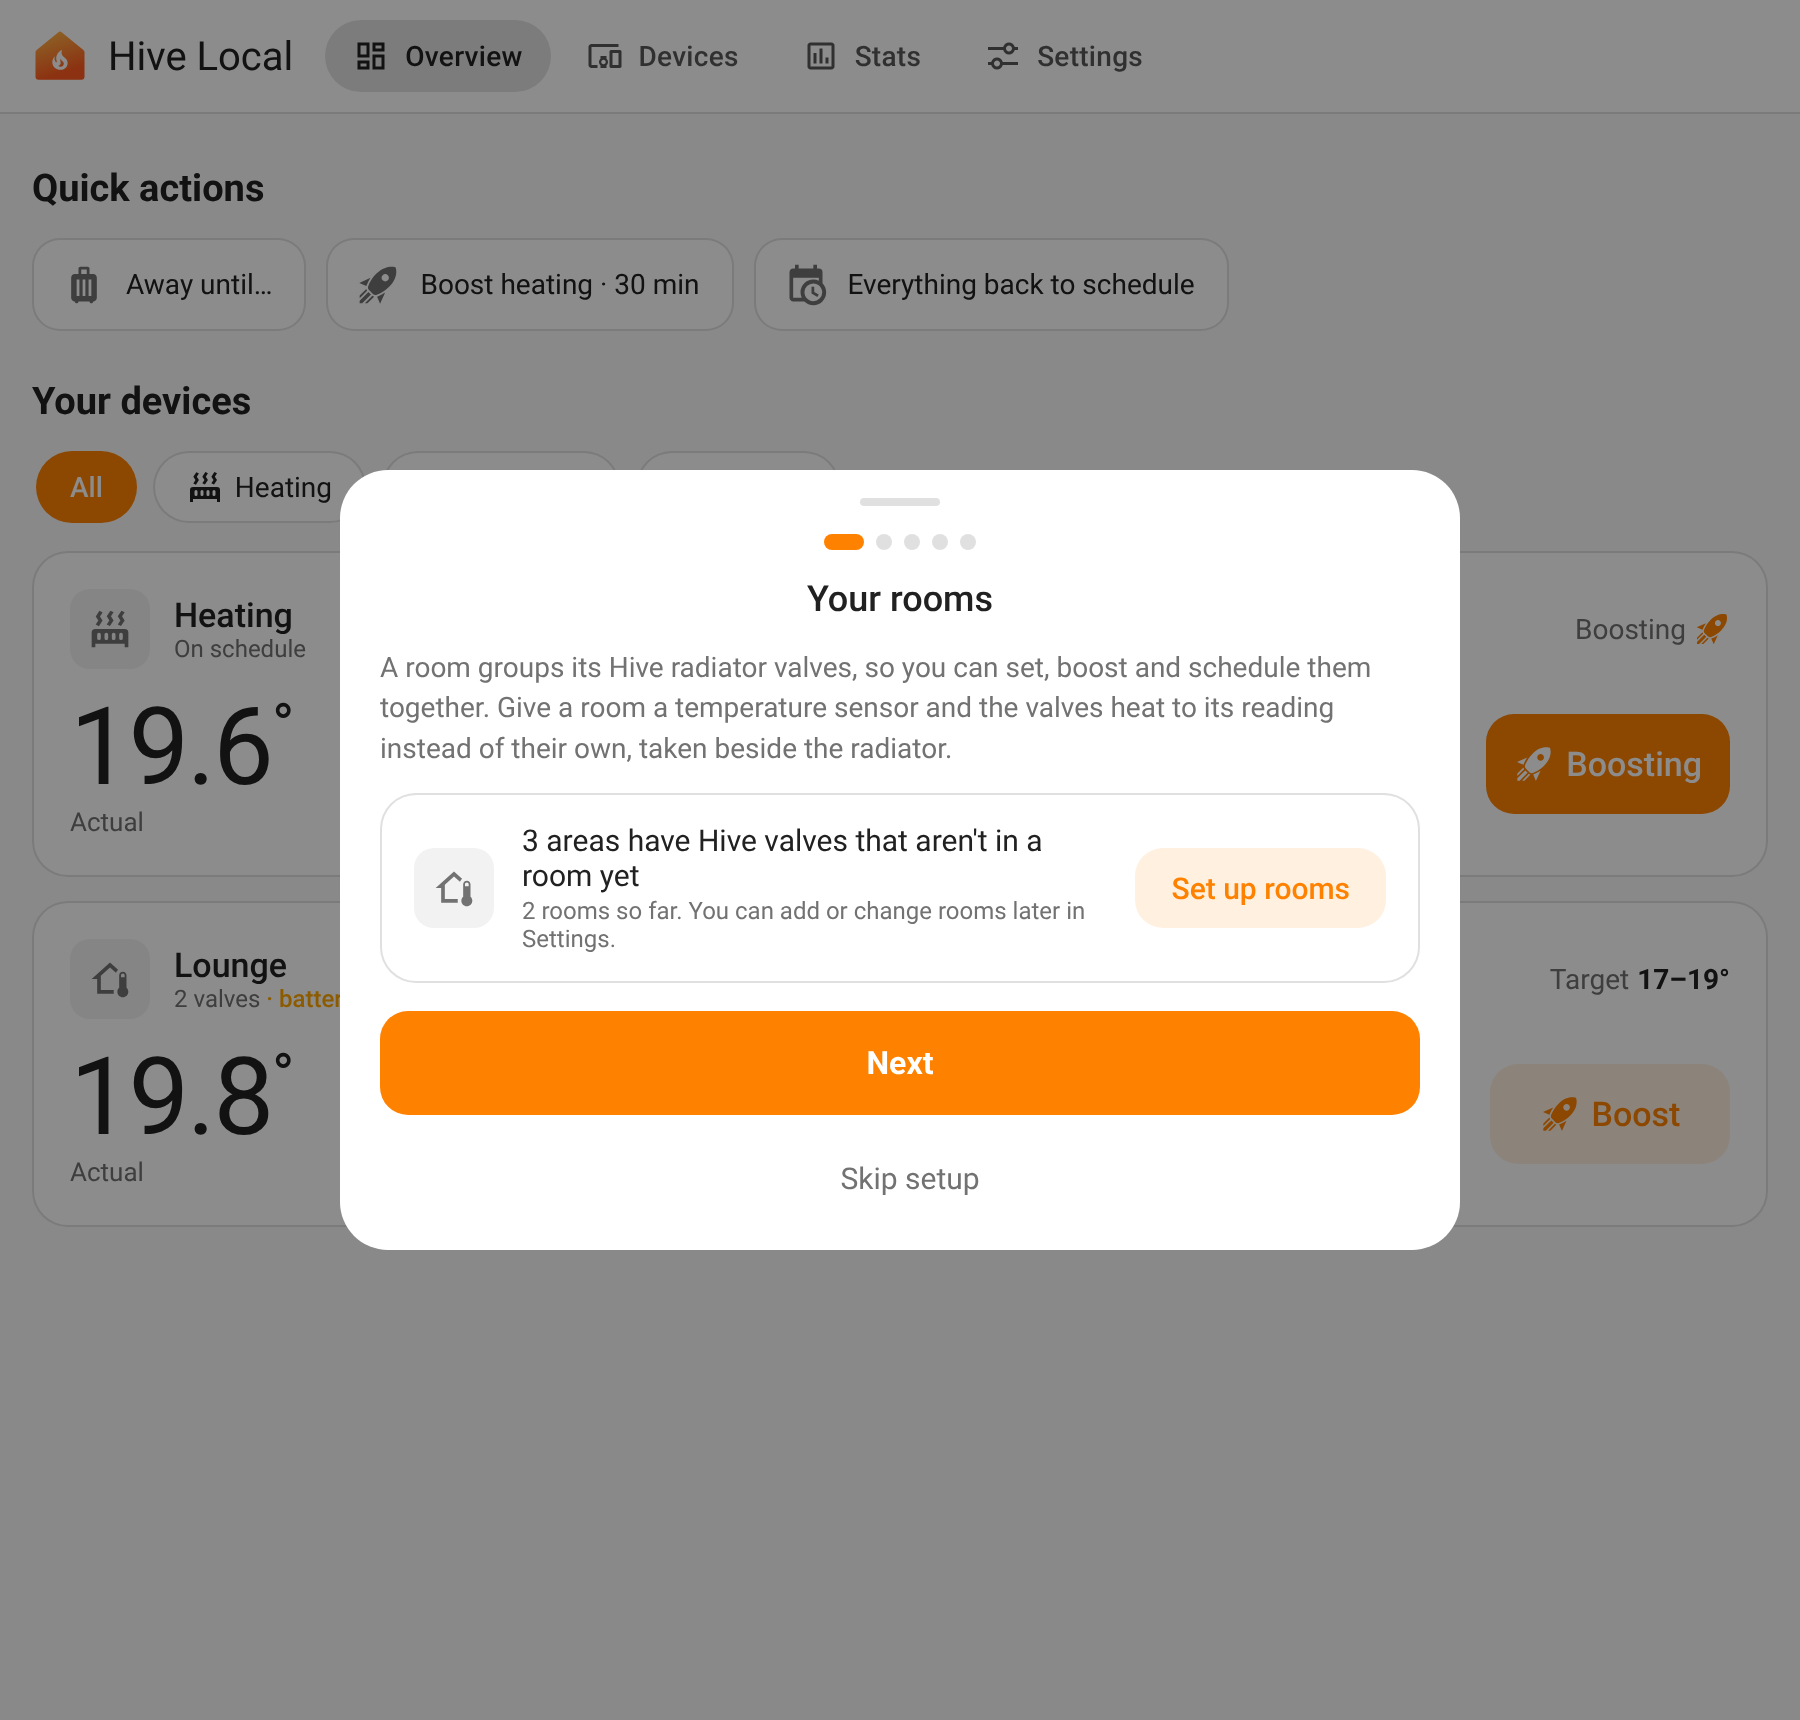 Hive Local
Overview
Devices
Stats
Settings
Quick actions
Away until...
Boost heating · 30 min
Everything back to schedule
Your devices
All
Heating
Heating
On schedule
19.6°
Actual
Boosting
Boosting
Lounge
2 valves ·
19.8°
Actual
Target 17–19°
Boost
Your rooms
A room groups its Hive radiator valves, so you can set, boost and schedule them
together. Give a room a temperature sensor and the valves heat to its reading
instead of their own, taken beside the radiator.
3 areas have Hive valves that aren't in a
room yet
2 rooms so far. You can add or change rooms later in
Settings.
Set up rooms
Next
Skip setup